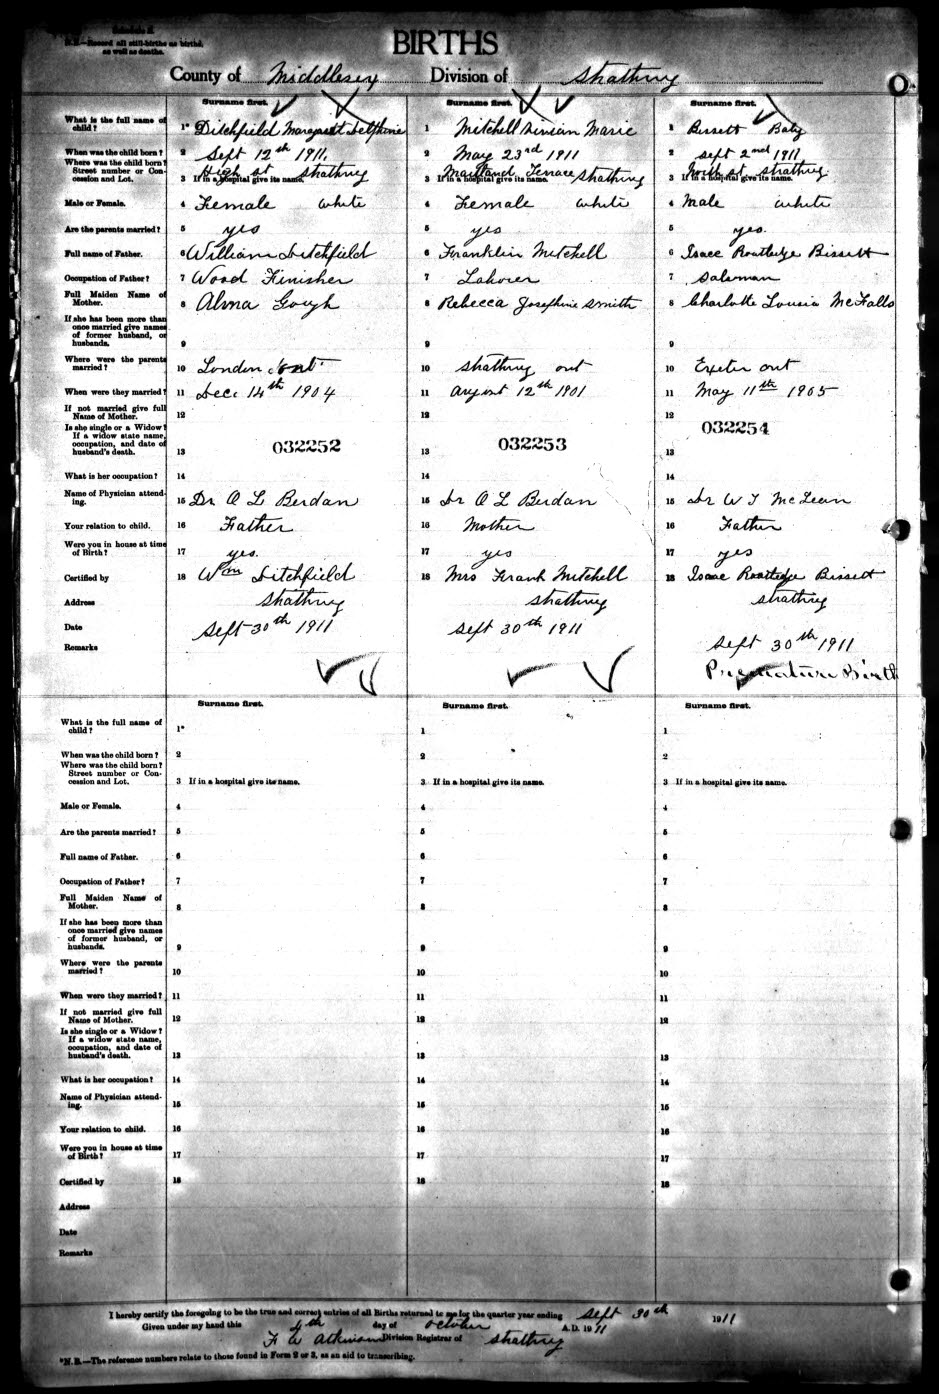 Schedule B
N.B.—Record all still-births as births,
as well as deaths.
BIRTHS
County of Middlesex Division of Strathroy
Surname first. Surname first. Surname first.
What is the full name of child? 1* Ditchfield Margaret Delphine 1 Mitchell Vivian Marie 1 Bissett Baby
When was the child born? 2 Sept 12th 1911. 2 May 23rd 1911 2 Sept 2nd 1911
Where was the child born? Street number or Concession and Lot. 3 If in a hospital give its name. High st Strathroy 3 If in a hospital give its name. Maitland Terrace Strathroy 3 If in a hospital give its name. North st Strathroy
Male or Female. 4 Female white 4 Female white 4 Male white
Are the parents married? 5 yes 5 yes 5 yes.
Full name of Father. 6 William Ditchfield 6 Franklin Mitchell 6 Isaac Routledge Bissett
Occupation of Father? 7 Wood Finisher 7 Laborer 7 Salesman
Full Maiden Name of Mother. 8 Alma Gough 8 Rebecca Josephine Smith 8 Charlotte Lousia McFalls
If she has been more than once married give names of former husband, or husbands. 9 9 9
Where were the parents married? 10 London Ont 10 Strathroy ont 10 Exeter ont
When were they married? 11 Dec. 14th 1904 11 August 12th 1901 11 May 11th 1905
If not married give full Name of Mother. 12 12 12
Is she single or a Widow? If a widow state name, occupation, and date of husband's death. 13 032252 13 032253 13 032254
What is her occupation? 14 14 14
Name of Physician attending. 15 Dr A L Berdan 15 Dr A L Berdan 15 Dr W J McLean
Your relation to child. 16 Father 16 Mother 16 Father
Were you in house at time of Birth? 17 yes. 17 yes 17 yes
Certified by 18 Wm Ditchfield 18 Mrs Frank Mitchell 18 Isaac Routledge Bissett
Address Strathroy Strathroy Strathroy
Date Sept 30th 1911 Sept 30th 1911 Sept 30th 1911
Remarks Premature Birth
Surname first. Surname first. Surname first.
What is the full name of child? 1* 1 1
When was the child born? 2 2 2
Where was the child born? Street number or Concession and Lot. 3 If in a hospital give its name. 3 If in a hospital give its name. 3 If in a hospital give its name.
Male or Female. 4 4 4
Are the parents married? 5 5 5
Full name of Father. 6 6 6
Occupation of Father? 7 7 7
Full Maiden Name of Mother. 8 8 8
If she has been more than once married give names of former husband, or husbands. 9 9 9
Where were the parents married? 10 10 10
When were they married? 11 11 11
If not married give full Name of Mother. 12 12 12
Is she single or a Widow? If a widow state name, occupation, and date of husband's death. 13 13 13
What is her occupation? 14 14 14
Name of Physician attending. 15 15 15
Your relation to child. 16 16 16
Were you in house at time of Birth? 17 17 17
Certified by 18 18 18
Address
Date
Remarks
I hereby certify the foregoing to be the true and correct entries of all Births returned to me for the quarter year ending Sept 30th 1911
Given under my hand this 4th day of October A.D. 1911
F W Atkinson Division Registrar of Strathroy
*N.B.—The reference numbers relate to those found in Form 2 or 3, as an aid to transcribing.